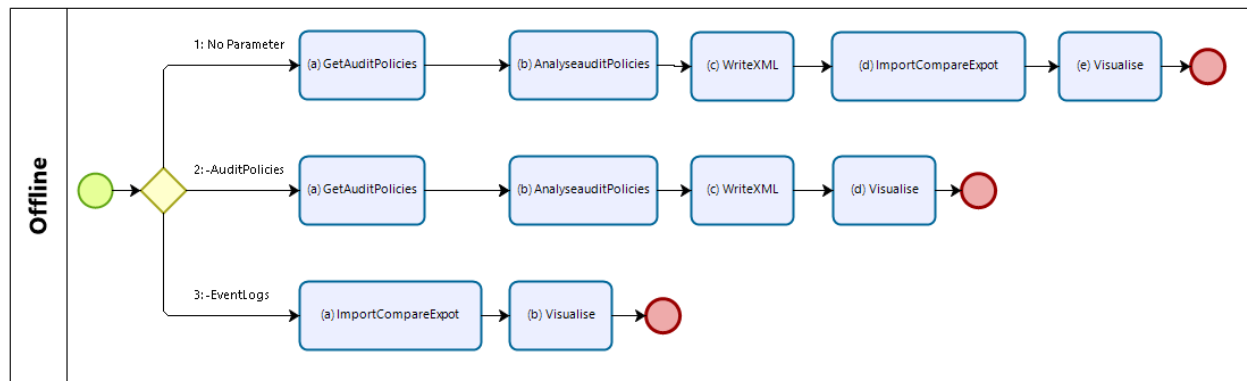 Offline
1: No Parameter
(a) GetAuditPolicies
(b) AnalyseauditPolicies
(c) WriteXML
(d) ImportCompareExpot
(e) Visualise
2: -AuditPolicies
(a) GetAuditPolicies
(b) AnalyseauditPolicies
(c) WriteXML
(d) Visualise
3: -EventLogs
(a) ImportCompareExpot
(b) Visualise